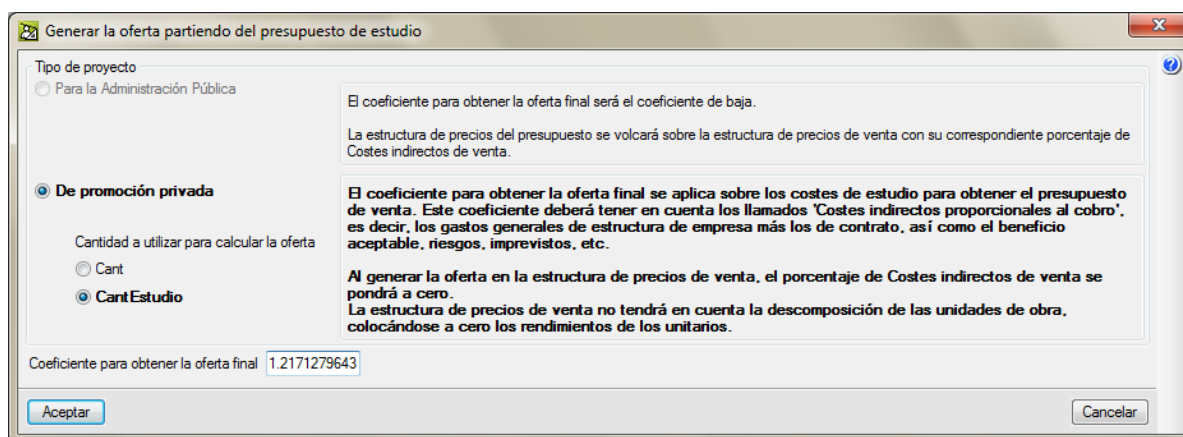 Generar la oferta partiendo del presupuesto de estudio
Tipo de proyecto
Para la Administración Pública
El coeficiente para obtener la oferta final será el coeficiente de baja.
La estructura de precios del presupuesto se volcará sobre la estructura de precios de venta con su correspondiente porcentaje de
Costes indirectos de venta.
De promoción privada
El coeficiente para obtener la oferta final se aplica sobre los costes de estudio para obtener el presupuesto
de venta. Este coeficiente deberá tener en cuenta los llamados 'Costes indirectos proporcionales al cobro',
es decir, los gastos generales de estructura de empresa más los de contrato, así como el beneficio
aceptable, riesgos, imprevistos, etc.
Cantidad a utilizar para calcular la oferta
Cant
CantEstudio
Al generar la oferta en la estructura de precios de venta, el porcentaje de Costes indirectos de venta se
pondrá a cero.
La estructura de precios de venta no tendrá en cuenta la descomposición de las unidades de obra,
colocándose a cero los rendimientos de los unitarios.
Coeficiente para obtener la oferta final 1.2171279643
Aceptar
Cancelar